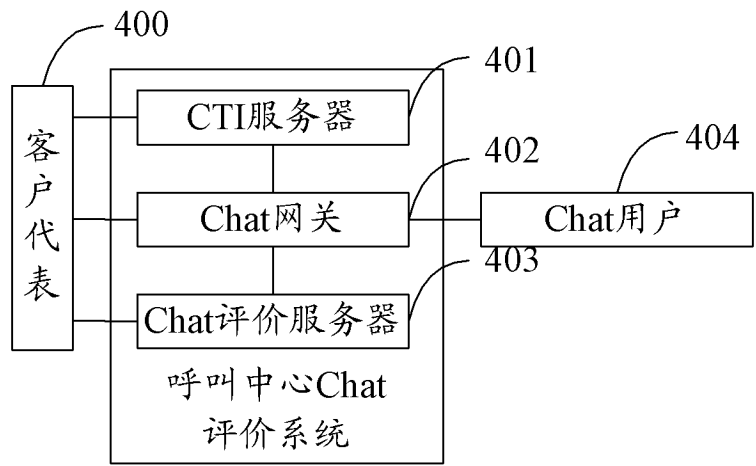 400
401
CTI服务器
客户代表
402
404
Chat网关
Chat用户
403
Chat评价服务器
呼叫中心Chat
评价系统